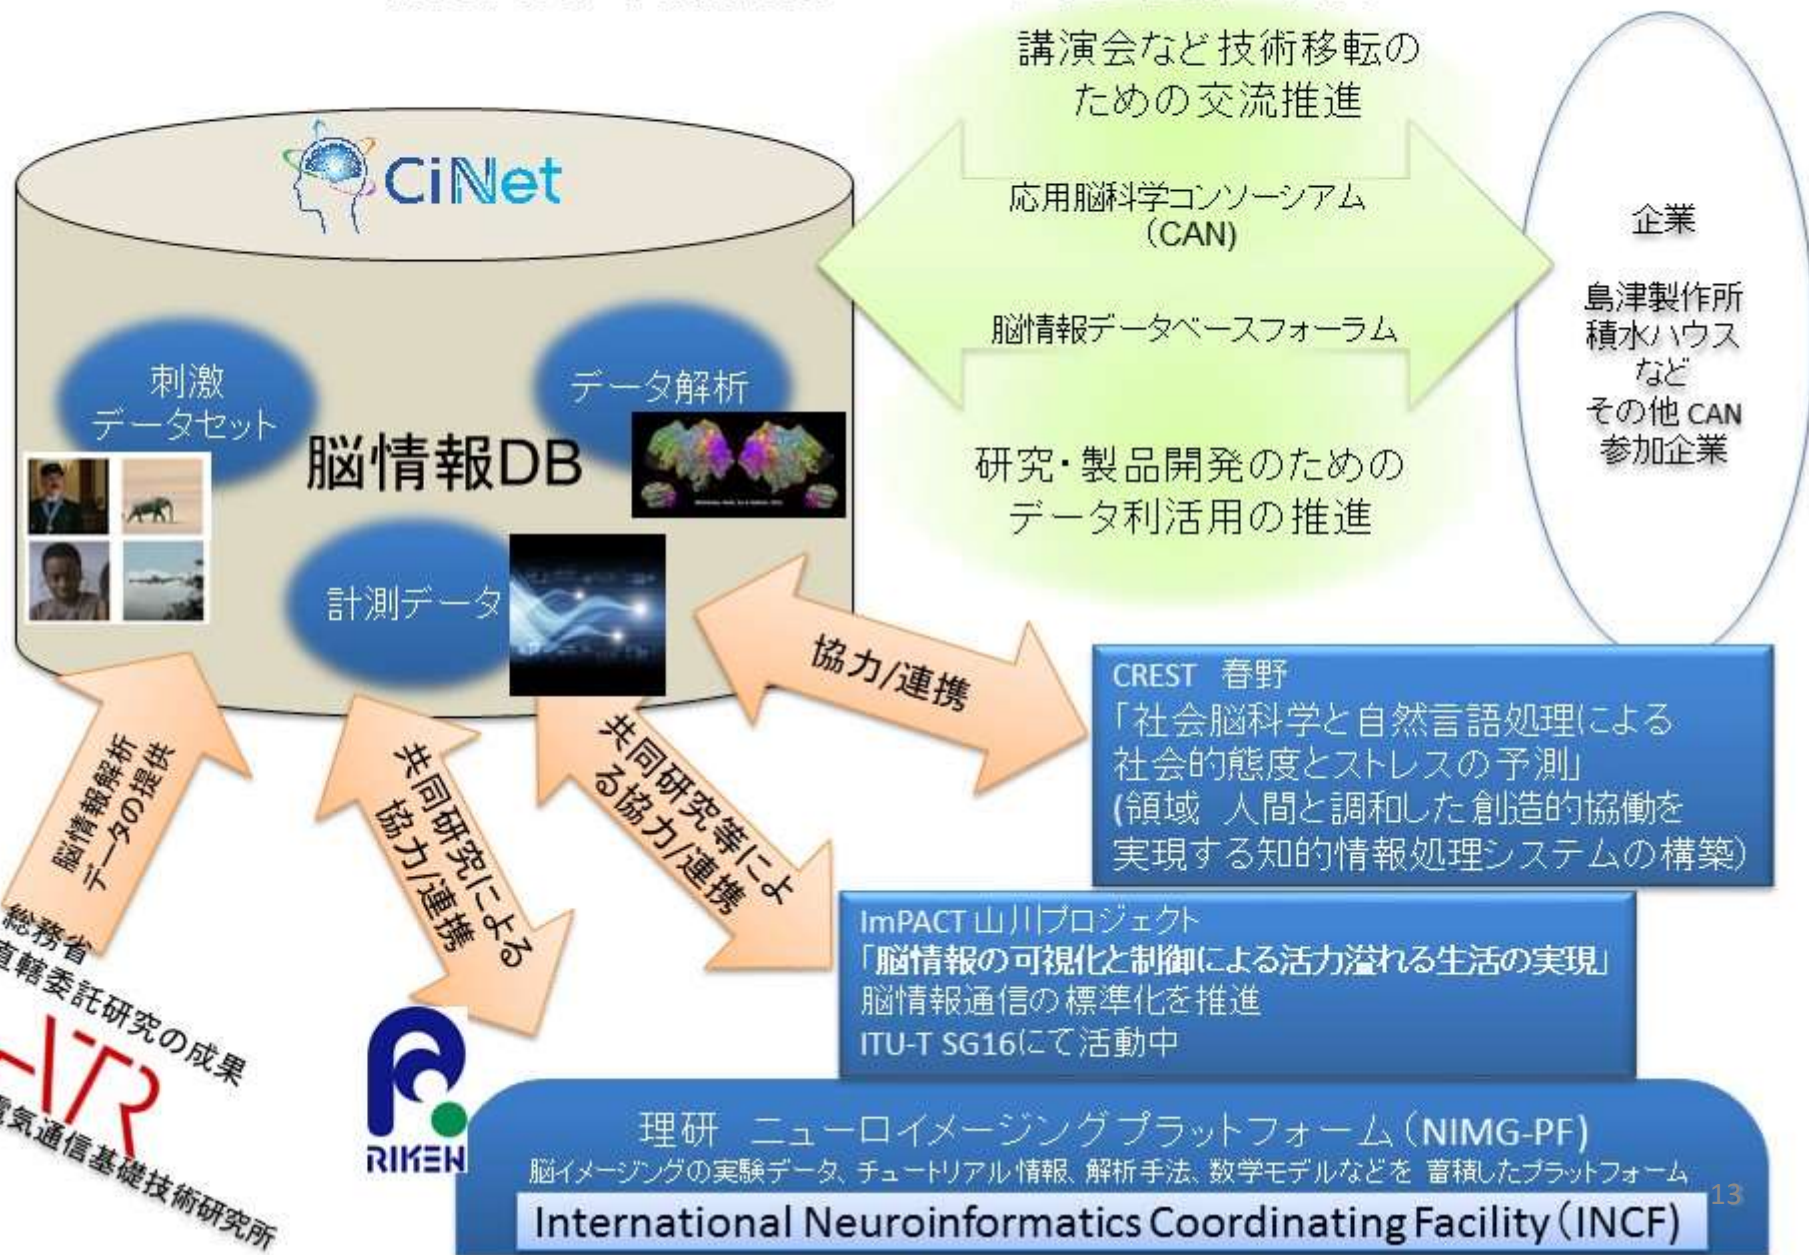 講演会など技術移転の
ための交流推進
CiNet
応用脳科学コンソーシアム
(CAN)
脳情報データベースフォーラム
研究・製品開発のための
データ利活用の推進
企業
島津製作所
積水ハウス
など
その他 CAN
参加企業
刺激
データセット
データ解析
脳情報DB
計測データ
協力/連携
CREST 春野
「社会脳科学と自然言語処理による
社会的態度とストレスの予測」
(領域 人間と調和した創造的協働を
実現する知的情報処理システムの構築)
共同研究等によ
る協力/連携
ImPACT 山川プロジェクト
「脳情報の可視化と制御による活力溢れる生活の実現」
脳情報通信の標準化を推進
ITU-T SG16にて活動中
共同研究による
協力/連携
脳情報解析
データの提供
総務省
直轄委託研究の成果
ATR
電気通信基礎技術研究所
RIKEN
理研 ニューロイメージングプラットフォーム(NIMG-PF)
脳イメージングの実験データ、チュートリアル情報、解析手法、数学モデルなどを 蓄積したプラットフォーム
International Neuroinformatics Coordinating Facility(INCF)
13